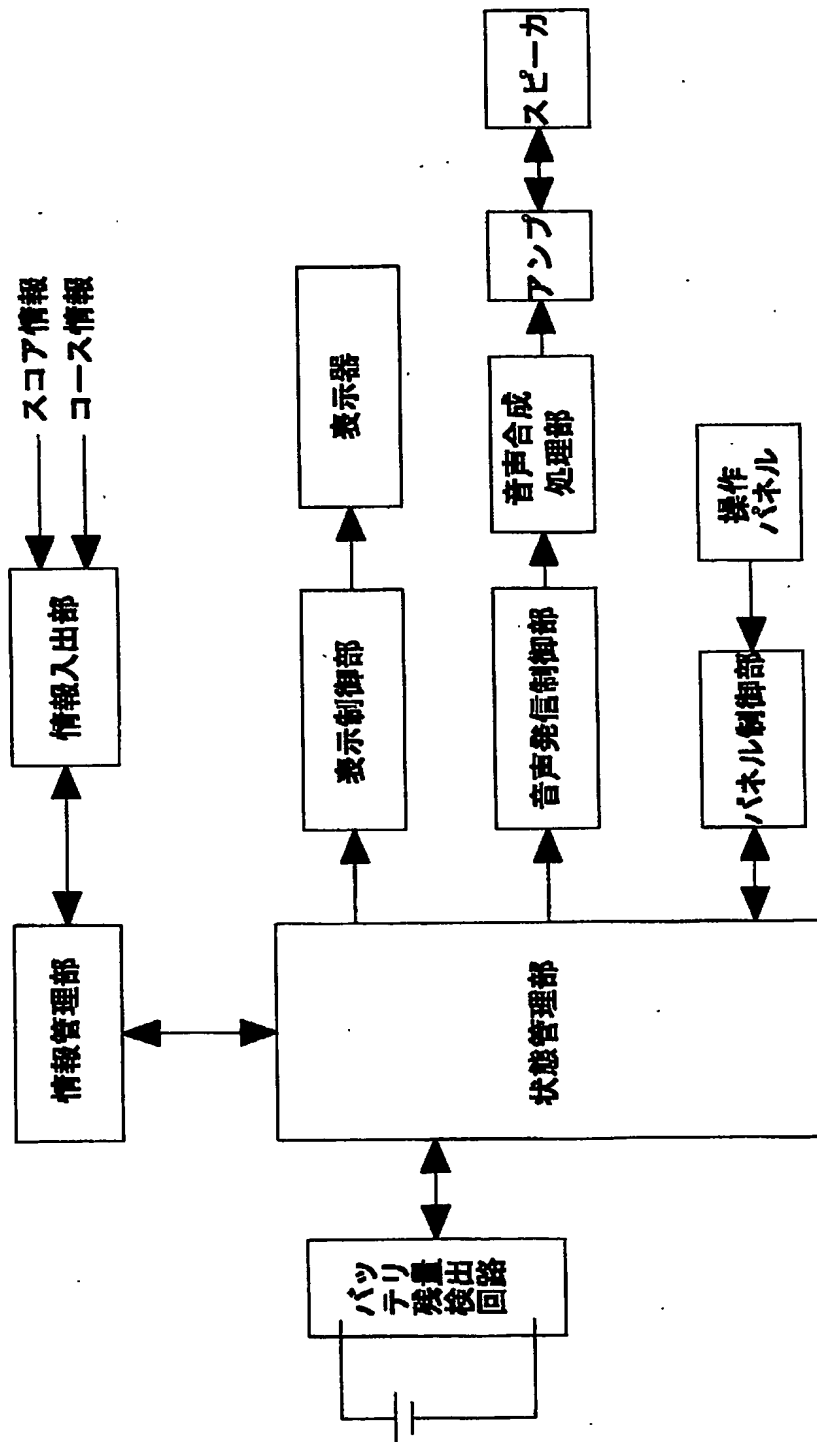 スコア情報
コース情報
情報管理部
情報入出部
バッ
テリ
残量
検出
回路
状態管理部
表示制御部
表示器
音声発信制御部
音声合成
処理部
アンプ
スピーカ
パネル制御部
操作
パネル